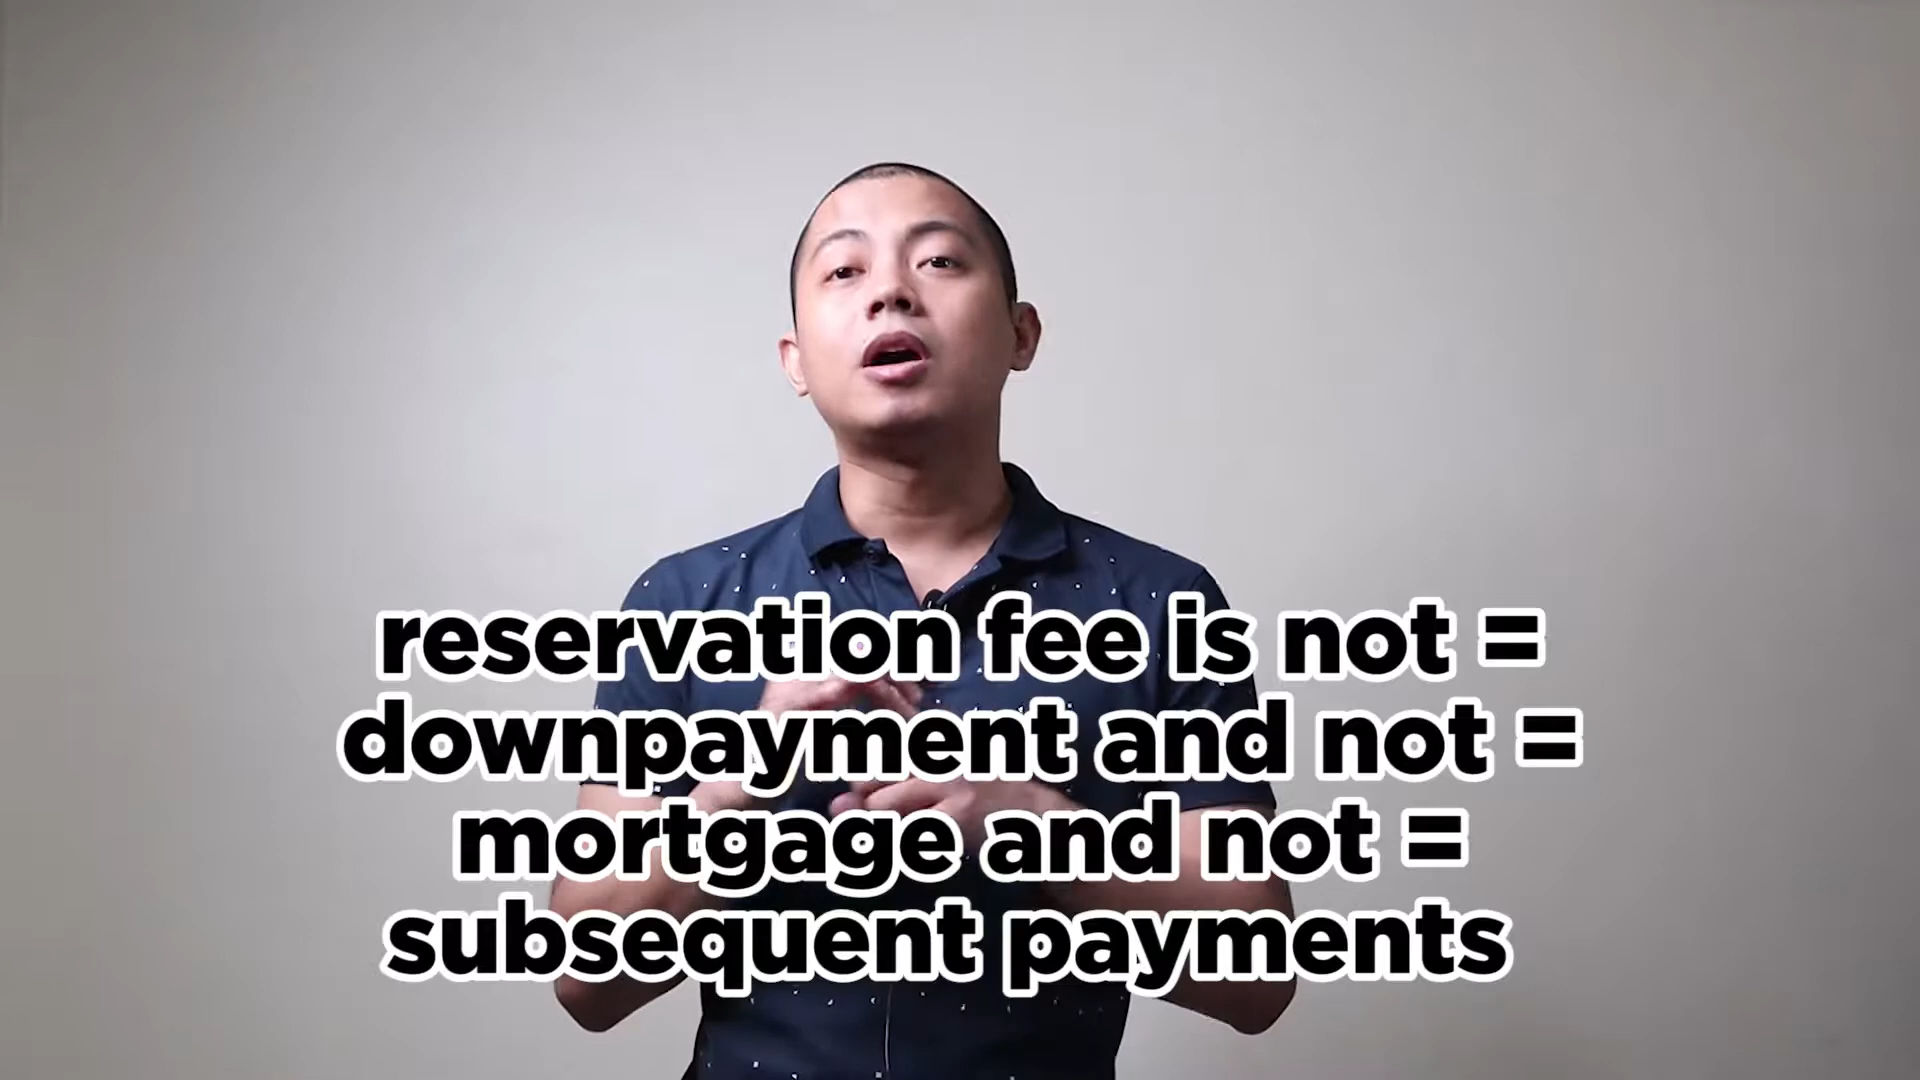 reservation fee is not =
downpayment and not =
mortgage and not =
subsequent payments